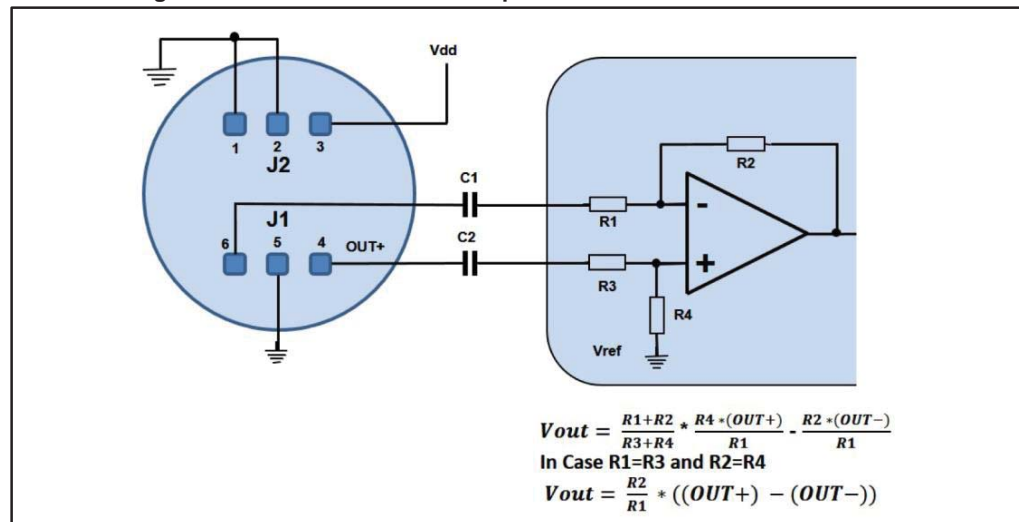 Vdd
1 2 3
J2
C1
R2
R1
-
J1
6 5 4 OUT+
C2
R3
+
R4
Vref
Vout = R1+R2/R3+R4 * R4 *(OUT+)/R1 - R2 *(OUT-)/R1
In Case R1=R3 and R2=R4
Vout = R2/R1 * ((OUT+) - (OUT-))